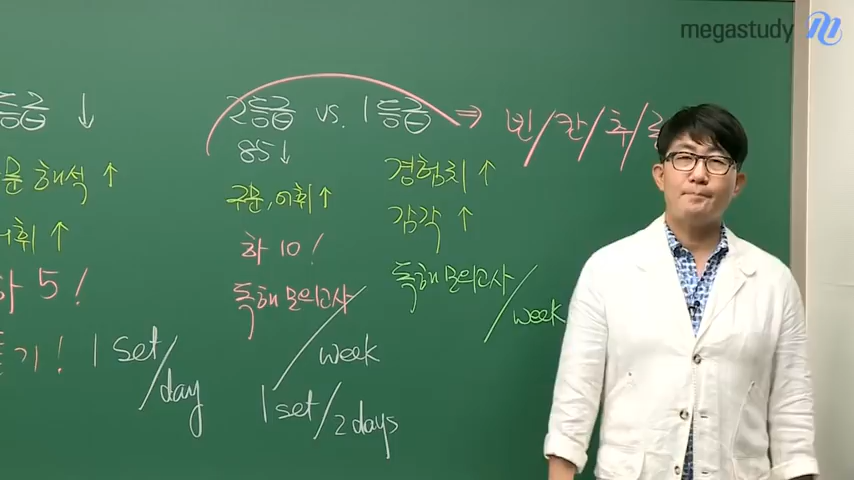 megastudy
등급 ↓
문 해석 ↑
어휘 ↑
하 5!
기! 1 set/day
2등급 vs. 1등급 ⇒ 빈/칸/추/
85↓
구문, 어휘↑
하 10!
독해 모의고사/week
1 set/2 days
경험치 ↑
감각 ↑
독해 모의고사/week